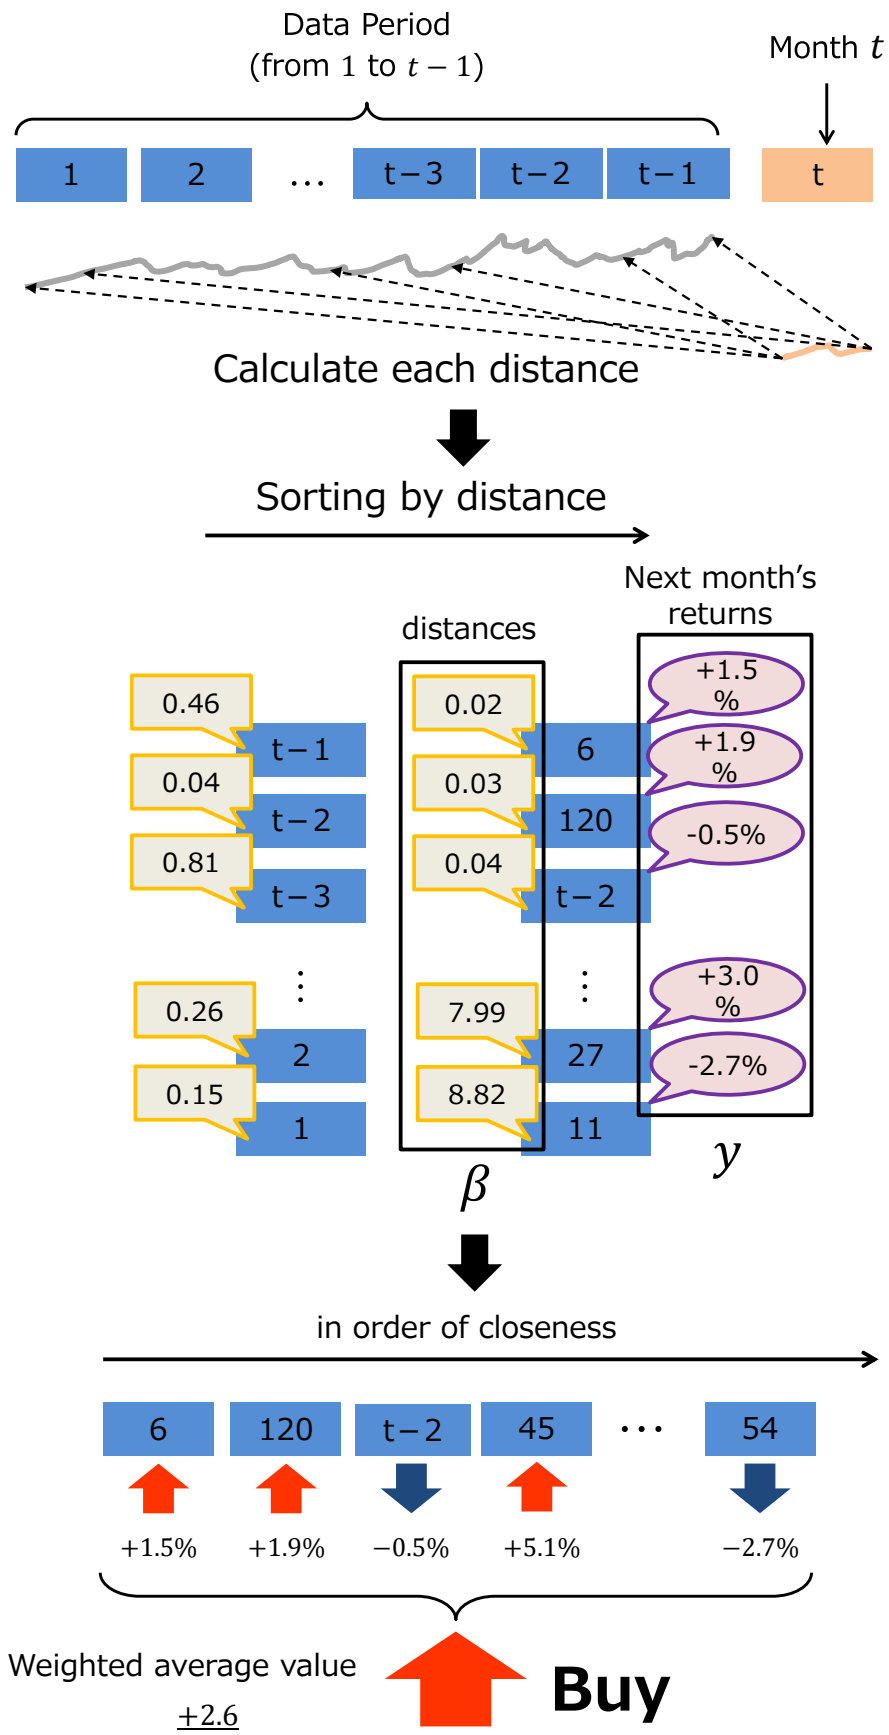 Data Period
(from 1 to t − 1)
Month t
1
2
...
t−3
t−2
t−1
t
Calculate each distance
Sorting by distance
Next month's
returns
distances
0.46
t−1
0.04
t−2
0.81
t−3
⋮
0.26
2
0.15
1
0.02
6
+1.5
%
0.03
120
+1.9
%
0.04
t−2
-0.5%
⋮
7.99
27
+3.0
%
8.82
11
-2.7%
β
y
in order of closeness
6
120
t−2
45
...
54
+1.5%
+1.9%
−0.5%
+5.1%
−2.7%
Weighted average value
+2.6
Buy